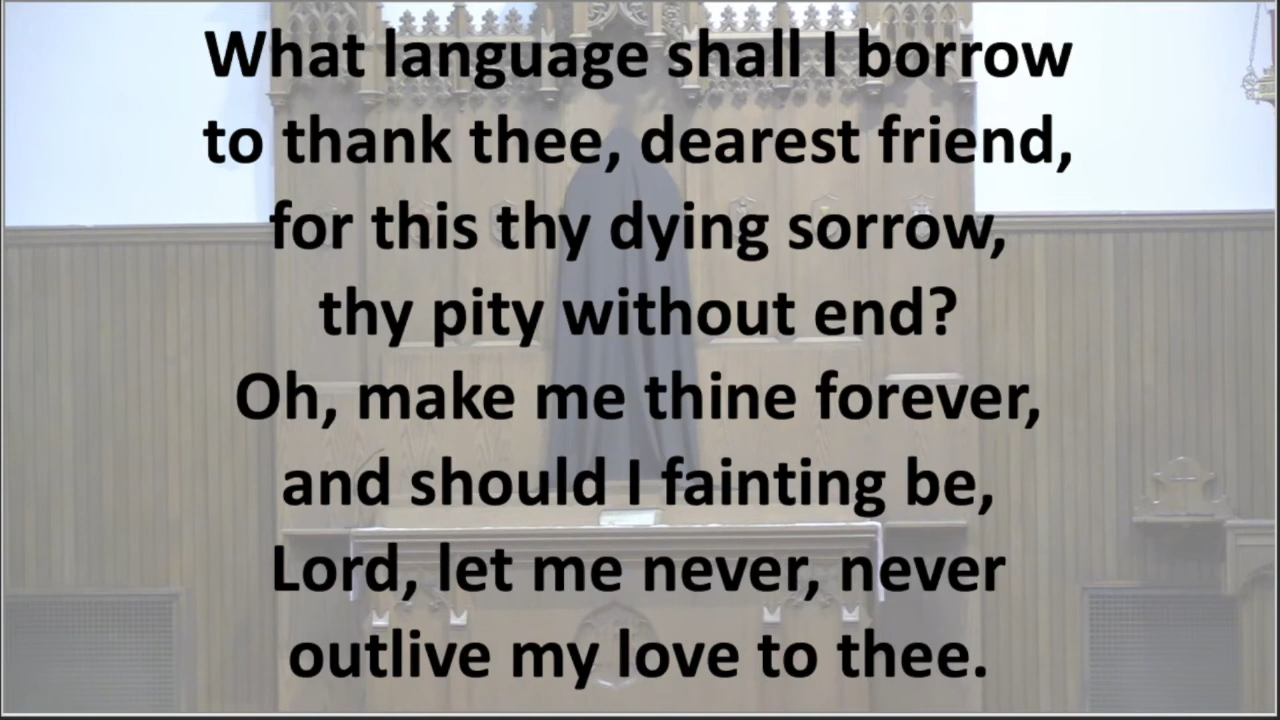 What language shall I borrow
to thank thee, dearest friend,
for this thy dying sorrow,
thy pity without end?
Oh, make me thine forever,
and should I fainting be,
Lord, let me never, never
outlive my love to thee.